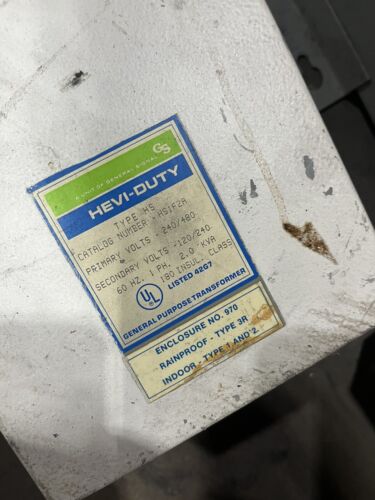 GS
A UNIT OF GENERAL SIGNAL
HEVI-DUTY
TYPE HS
CATALOG NUMBER - HS1F2A
PRIMARY VOLTS - 240/480
SECONDARY VOLTS -120/240
60 HZ. 1 PH. 2.0 KVA
180 INSUL. CLASS
UL LISTED 42G7
GENERAL PURPOSE TRANSFORMER
ENCLOSURE NO. 970
RAINPROOF - TYPE 3R
INDOOR - TYPE 1 AND 2